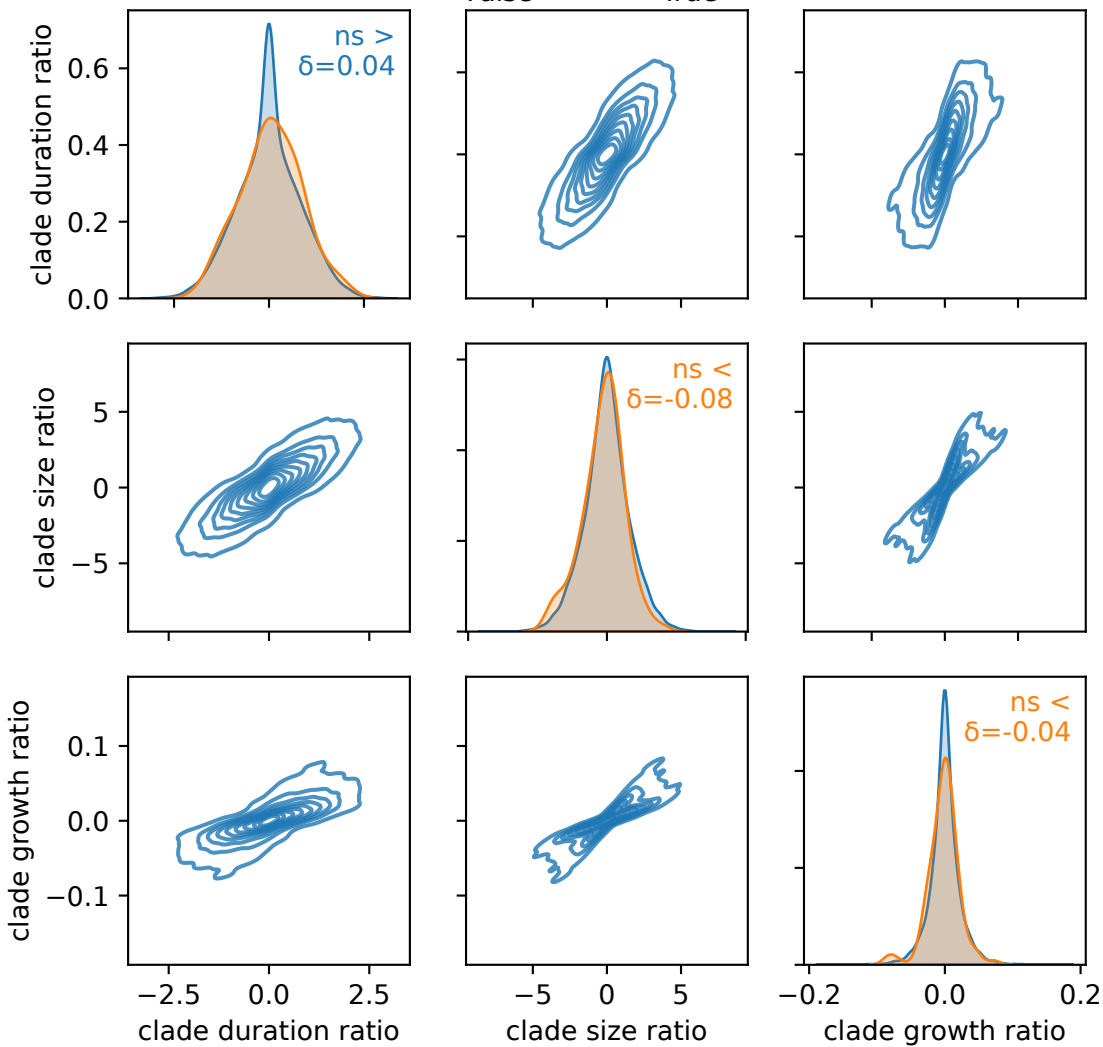 ns >
δ=0.04
clade duration ratio
0.6
0.4
0.2
0.0
ns <
δ=-0.08
clade size ratio
5
0
−5
ns <
δ=-0.04
clade growth ratio
0.1
0.0
−0.1
−2.5 0.0 2.5
−5 0 5
−0.2 0.0 0.2
clade duration ratio
clade size ratio
clade growth ratio